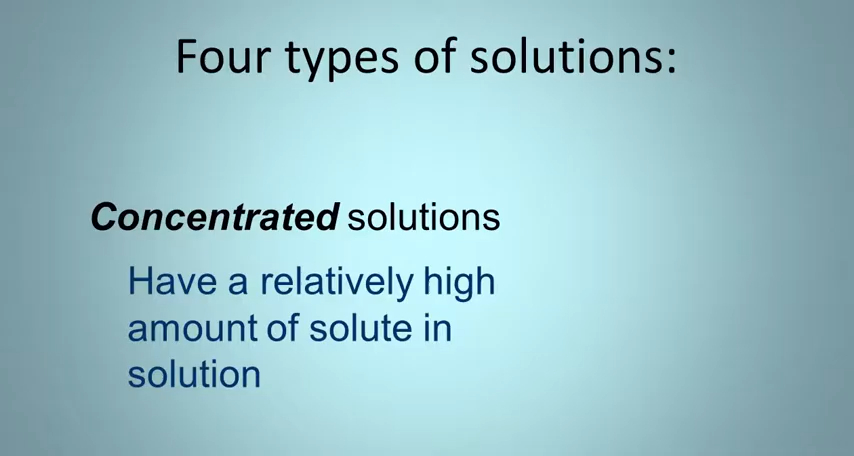 Four types of solutions:
Concentrated solutions
Have a relatively high
amount of solute in
solution